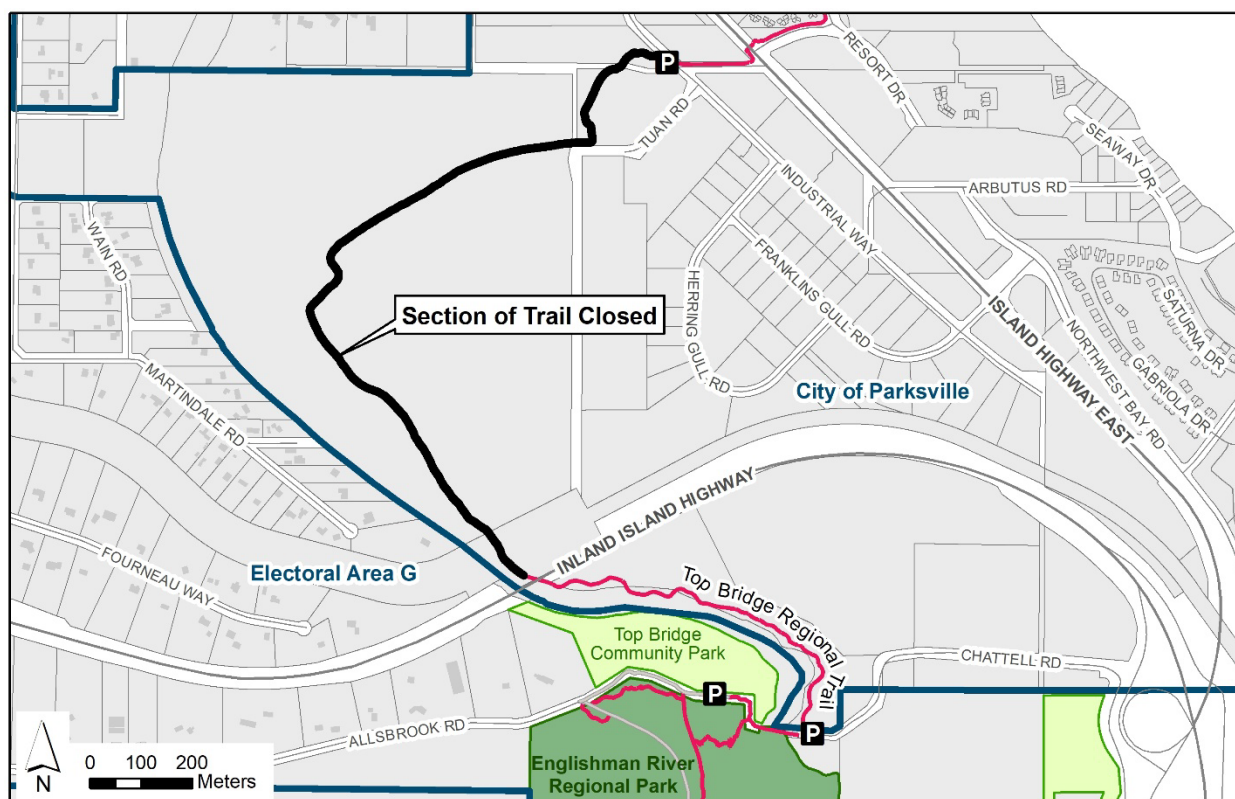 P
RESORT DR
TUAN RD
SEAWAY DR
ARBUTUS RD
INDUSTRIAL WAY
WAIN RD
FRANKLINS GULL RD
HERRING GULL RD
Section of Trail Closed
ISLAND HIGHWAY EAST
NORTHWEST BAY RD
SATURNA DR
GABRIOLA DR
City of Parksville
MARTINDALE RD
INLAND ISLAND HIGHWAY
Electoral Area G
FOURNEAU WAY
Top Bridge Regional Trail
Top Bridge
Community Park
CHATTELL RD
P
P
ALLSBROOK RD
Englishman River
Regional Park
N
0 100 200
Meters